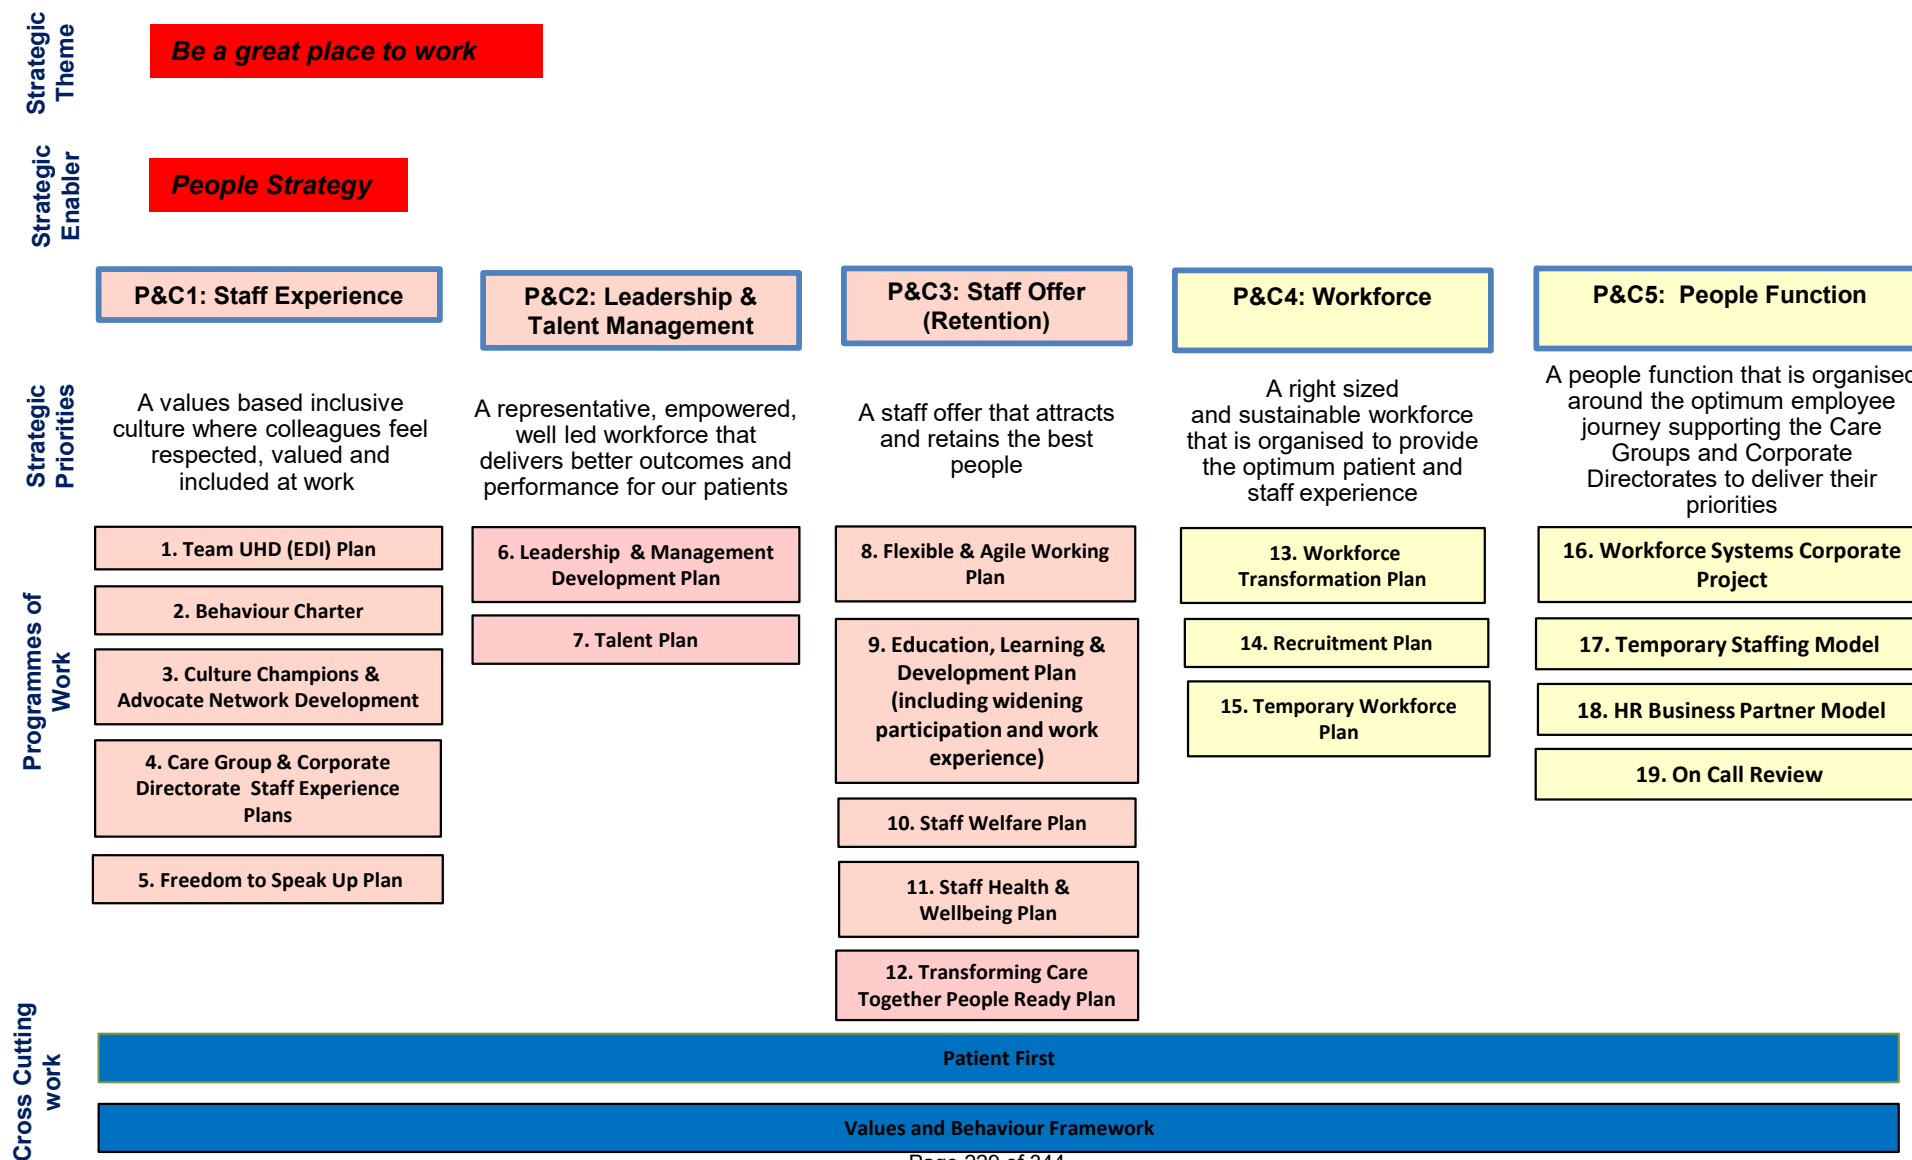 Strategic
Theme
Be a great place to work
Strategic
Enabler
People Strategy
P&C1: Staff Experience
P&C2: Leadership &
Talent Management
P&C3: Staff Offer
(Retention)
P&C4: Workforce
P&C5:  People Function
Strategic
Priorities
A values based inclusive
culture where colleagues feel
respected, valued and
included at work
A representative, empowered,
well led workforce that
delivers better outcomes and
performance for our patients
A staff offer that attracts
and retains the best
people
A right sized
and sustainable workforce
that is organised to provide
the optimum patient and
staff experience
A people function that is organised
around the optimum employee
journey supporting the Care
Groups and Corporate
Directorates to deliver their
priorities
Programmes of
Work
1. Team UHD (EDI) Plan
2. Behaviour Charter
3. Culture Champions &
Advocate Network Development
4. Care Group & Corporate
Directorate  Staff Experience
Plans
5. Freedom to Speak Up Plan
6. Leadership  & Management
Development Plan
7. Talent Plan
8. Flexible & Agile Working
Plan
9. Education, Learning &
Development Plan
(including widening
participation and work
experience)
10. Staff Welfare Plan
11. Staff Health &
Wellbeing Plan
12. Transforming Care
Together People Ready Plan
13. Workforce
Transformation Plan
14. Recruitment Plan
15. Temporary Workforce
Plan
16. Workforce Systems Corporate
Project
17. Temporary Staffing Model
18. HR Business Partner Model
19. On Call Review
Cross Cutting
work
Patient First
Values and Behaviour Framework
Page 229 of 344